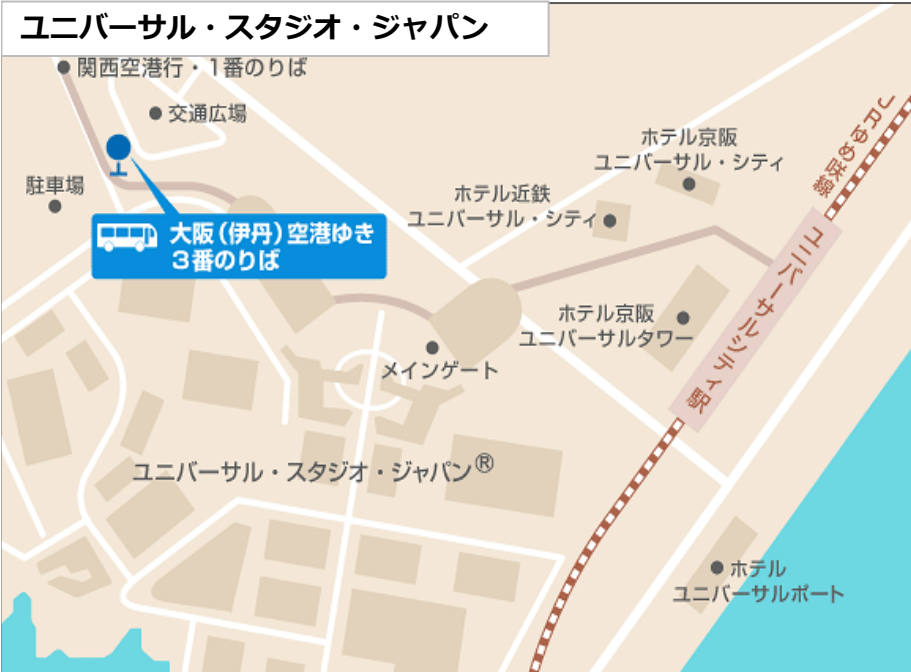 ユニバーサル・スタジオ・ジャパン
関西空港行・1番のりば
交通広場
駐車場
大阪(伊丹)空港ゆき
3番のりば
ホテル京阪
ユニバーサル・シティ
ホテル近鉄
ユニバーサル・シティ
JRゆめ咲線
ユニバーサルシティ駅
ホテル京阪
ユニバーサルタワー
メインゲート
ユニバーサル・スタジオ・ジャパン®
ホテル
ユニバーサルポート